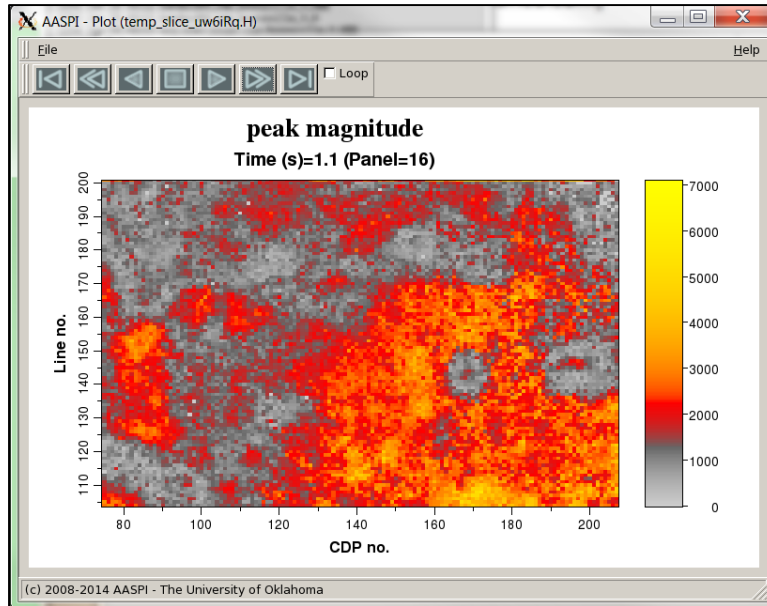 AASPI - Plot (temp_slice_uw6iRq.H)
File
Help
Loop
peak magnitude
Time (s)=1.1 (Panel=16)
Line no.
200
190
180
170
160
150
140
130
120
110
80
100
120
140
160
180
200
CDP no.
7000
6000
5000
4000
3000
2000
1000
0
(c) 2008-2014 AASPI - The University of Oklahoma